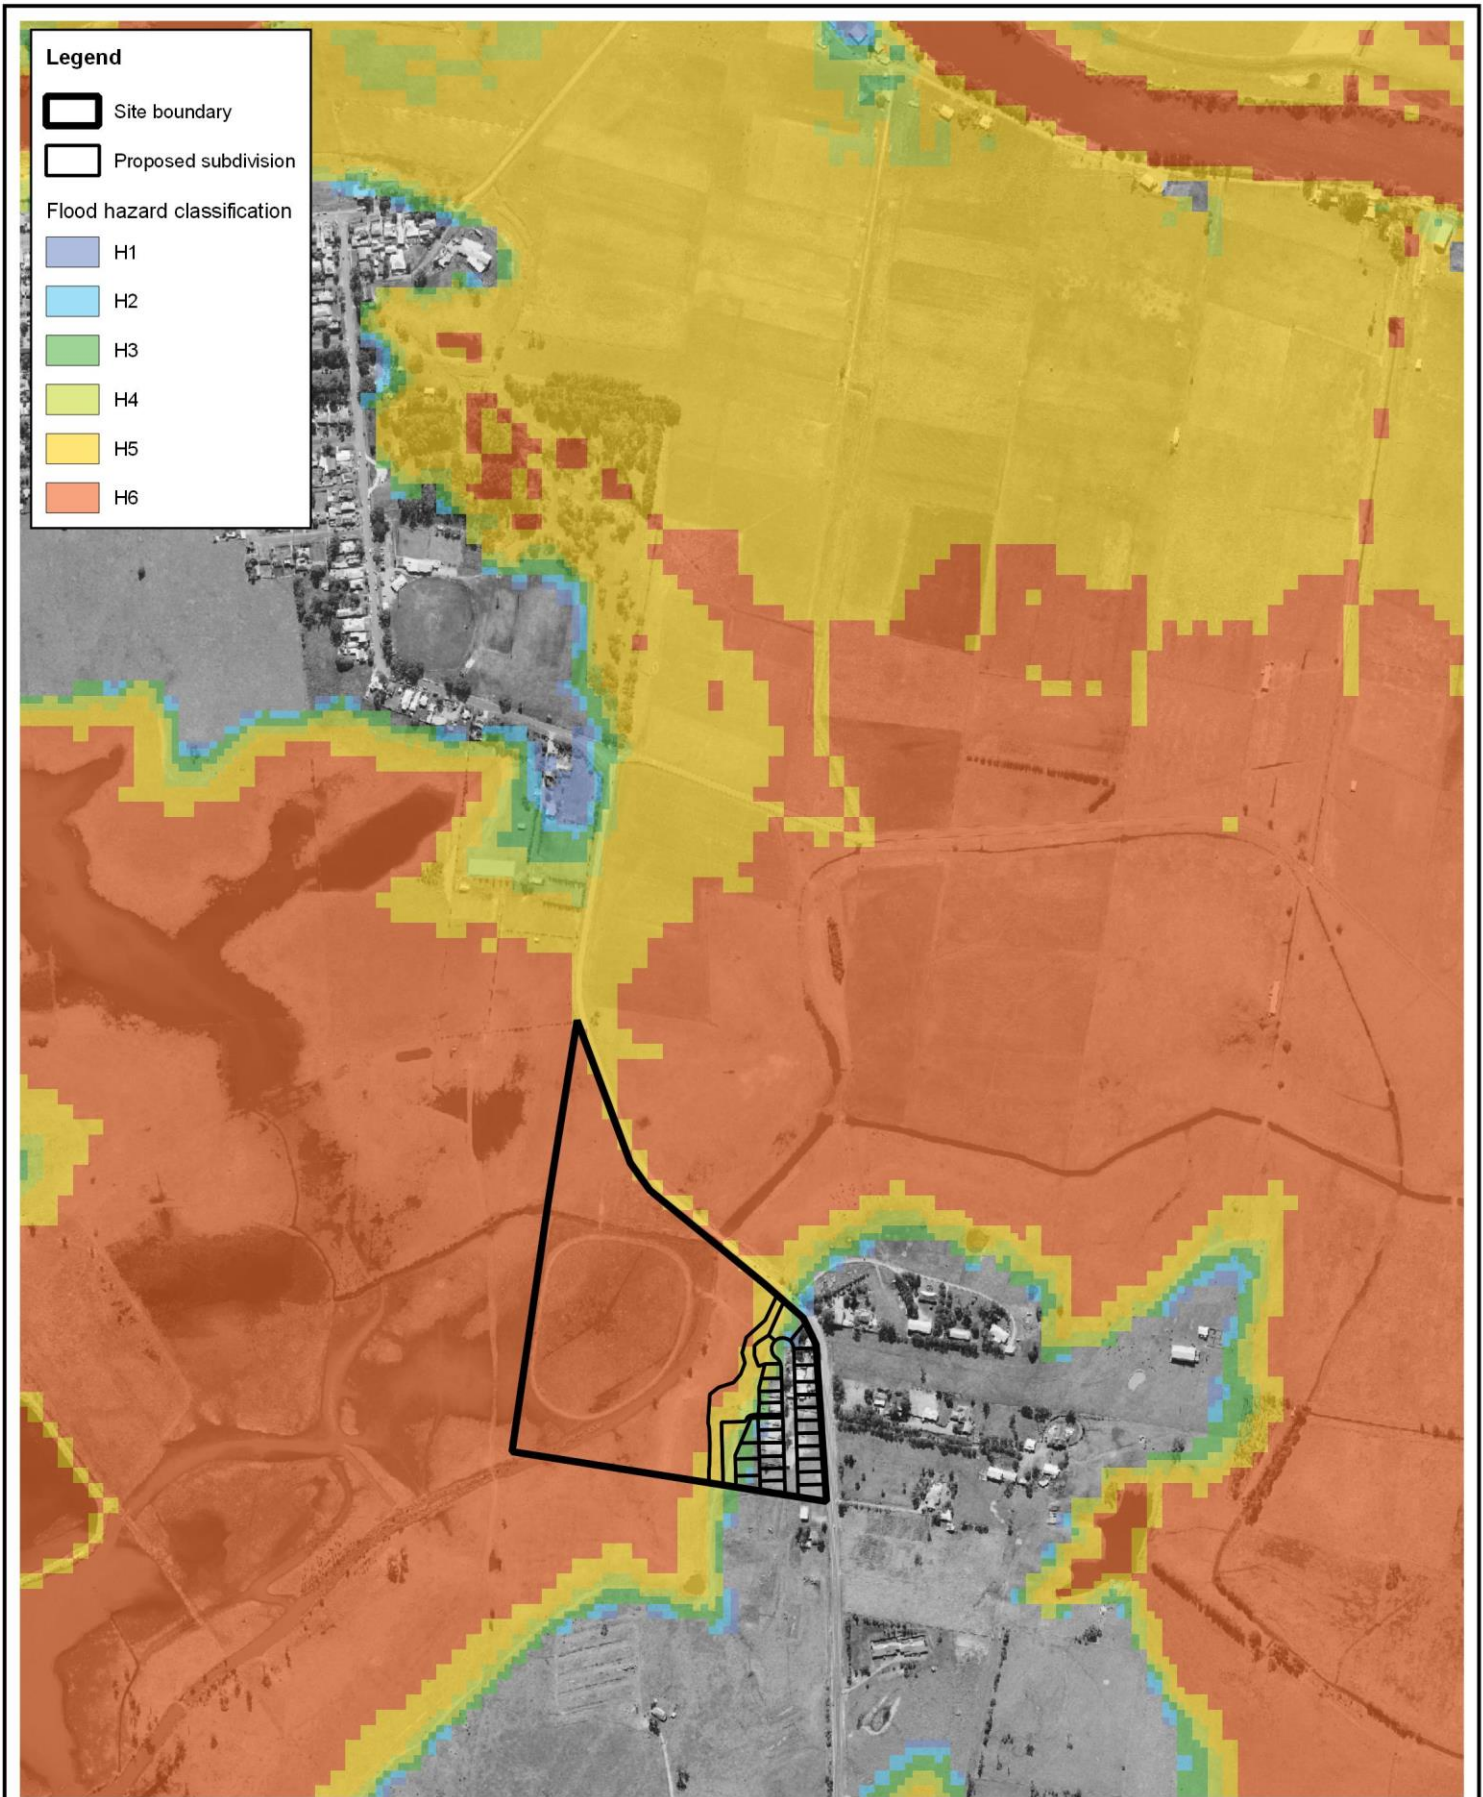 Legend
Site boundary
Proposed subdivision
Flood hazard classification
H1
H2
H3
H4
H5
H6